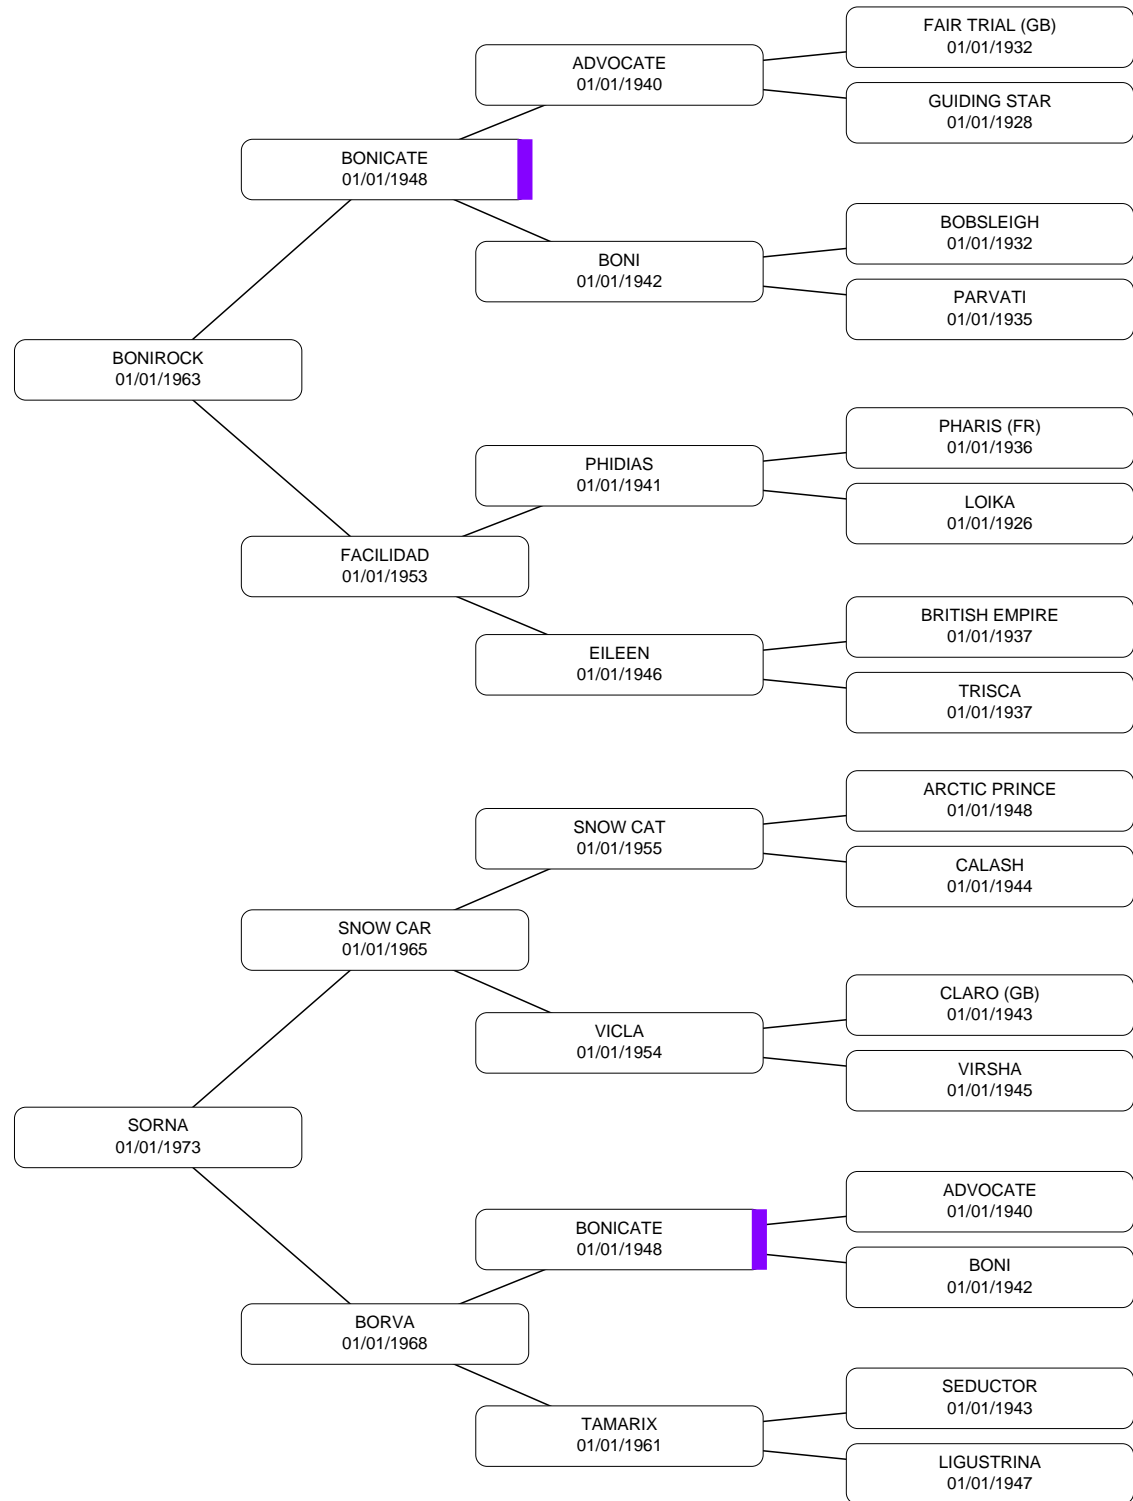 FAIR TRIAL (GB)
01/01/1932
ADVOCATE
01/01/1940
GUIDING STAR
01/01/1928
BONICATE
01/01/1948
BOBSLEIGH
01/01/1932
BONI
01/01/1942
PARVATI
01/01/1935
BONIROCK
01/01/1963
PHARIS (FR)
01/01/1936
PHIDIAS
01/01/1941
LOIKA
01/01/1926
FACILIDAD
01/01/1953
BRITISH EMPIRE
01/01/1937
EILEEN
01/01/1946
TRISCA
01/01/1937
ARCTIC PRINCE
01/01/1948
SNOW CAT
01/01/1955
CALASH
01/01/1944
SNOW CAR
01/01/1965
CLARO (GB)
01/01/1943
VICLA
01/01/1954
VIRSHA
01/01/1945
SORNA
01/01/1973
ADVOCATE
01/01/1940
BONICATE
01/01/1948
BONI
01/01/1942
BORVA
01/01/1968
SEDUCTOR
01/01/1943
TAMARIX
01/01/1961
LIGUSTRINA
01/01/1947